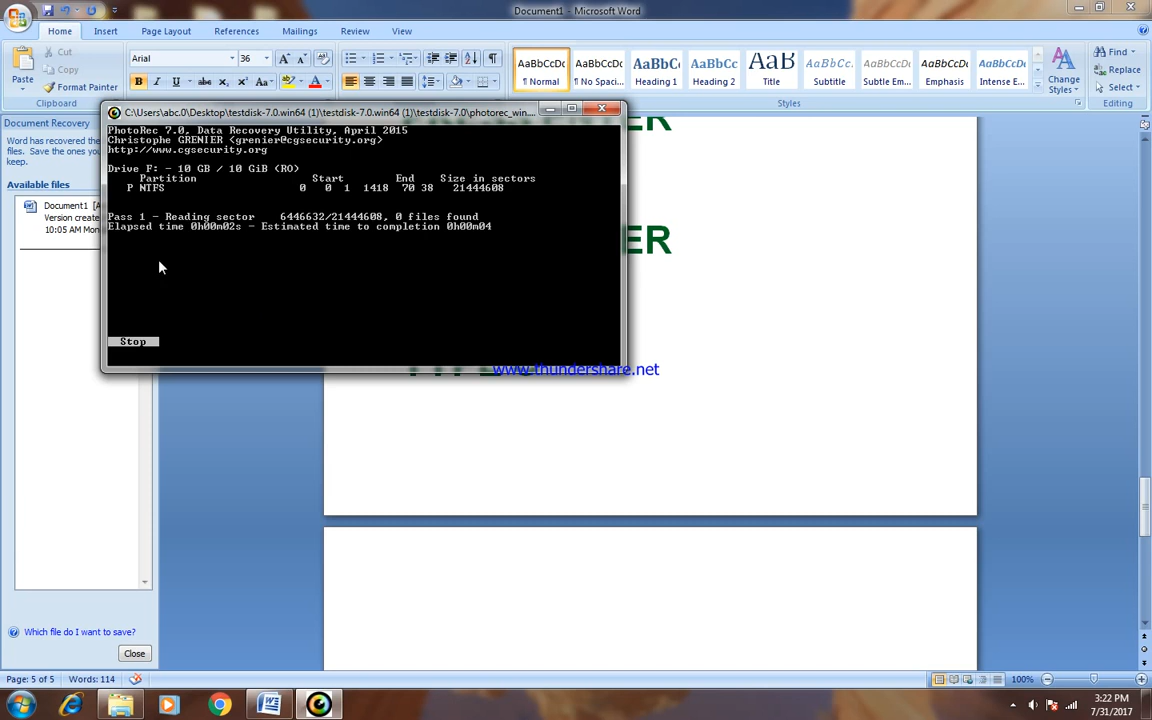 Document1 - Microsoft Word
Home Insert Page Layout References Mailings Review View
Paste
Cut
Copy
Format Painter
Clipboard
Arial 36
B I U abc x₂ x² Aa
AaBbCcDc AaBbCcDc AaBbC AaBbCc AaB AaBbCc. AaBbCcDc AaBbCcDc AaBbCcDc
¶ Normal ¶ No Spaci... Heading 1 Heading 2 Title Subtitle Subtle Em... Emphasis Intense E...
Change
Styles
Styles
Find
Replace
Select
Editing
Document Recovery
Word has recovered the
files. Save the ones you
Available files
Document1 [A
Version create
10:05 AM Mon
Which file do I want to save?
Close
C:\Users\abc.0\Desktop\testdisk-7.0.win64 (1)\testdisk-7.0.win64 (1)\testdisk-7.0\photorec_win....
PhotoRec 7.0, Data Recovery Utility, April 2015
Christophe GRENIER <grenier@cgsecurity.org>
http://www.cgsecurity.org
Drive F: - 10 GB / 10 GiB (RO)
Partition Start End Size in sectors
P NTFS 0 0 1 1418 70 38 21444608
Pass 1 - Reading sector 6446632/21444608, 0 files found
Elapsed time 0h00m02s - Estimated time to completion 0h00m04
Stop
ER
www.thundershare.net
Page: 5 of 5 Words: 114
100%
3:22 PM
7/31/2017